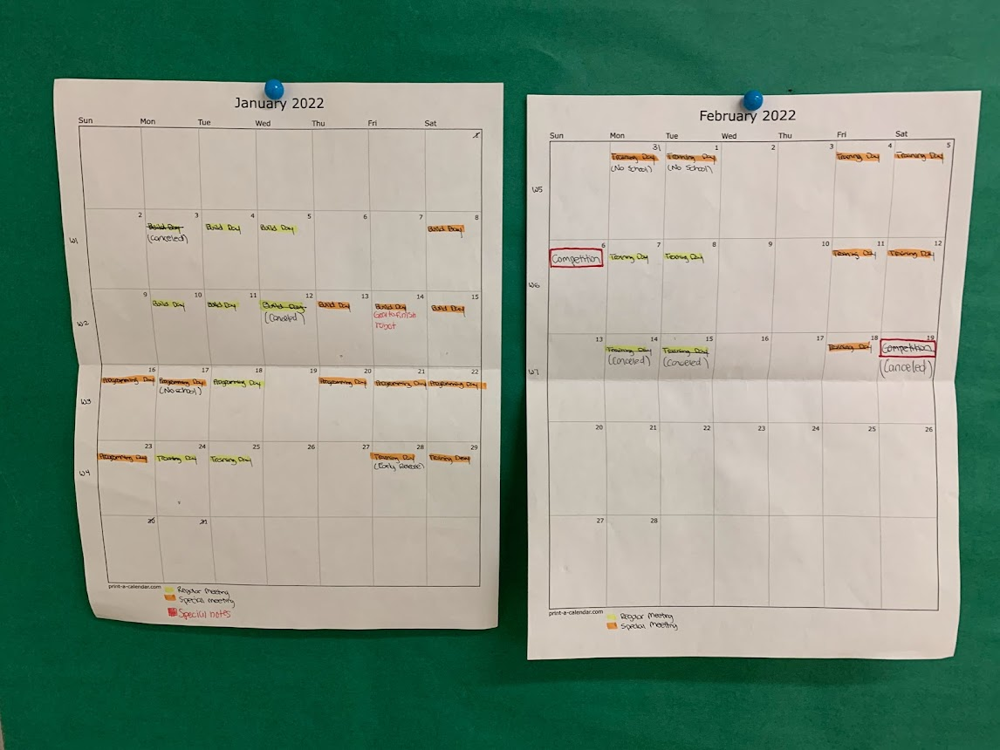 January 2022
Sun Mon Tue Wed Thu Fri Sat
1
W1
2 3 4 5 6 7 8
Build Day Build Day Build Day Build Day
(Canceled)
W2
9 10 11 12 13 14 15
Build Day Build Day Build Day Build Day Build Day Build Day
(Canceled) Goal to finish
robot
W3
16 17 18 19 20 21 22
Programming Day Programming Day Programming Day Programming Day Programming Day Programming Day
(No school)
W4
23 24 25 26 27 28 29
Programming Day Training Day Training Day Training Day Training Day
(Early Release)
30 31
print-a-calendar.com
Regular Meeting
Special meeting
Special notes
February 2022
Sun Mon Tue Wed Thu Fri Sat
W5
31 1 2 3 4 5
Training Day Training Day Training Day Training Day
(No School) (No School)
W6
6 7 8 9 10 11 12
Competition Training Day Training Day Training Day Training Day
W7
13 14 15 16 17 18 19
Training Day Training Day Training Day Competition
(Canceled) (Canceled) (Canceled)
20 21 22 23 24 25 26
27 28
print-a-calendar.com
Regular Meeting
Special Meeting